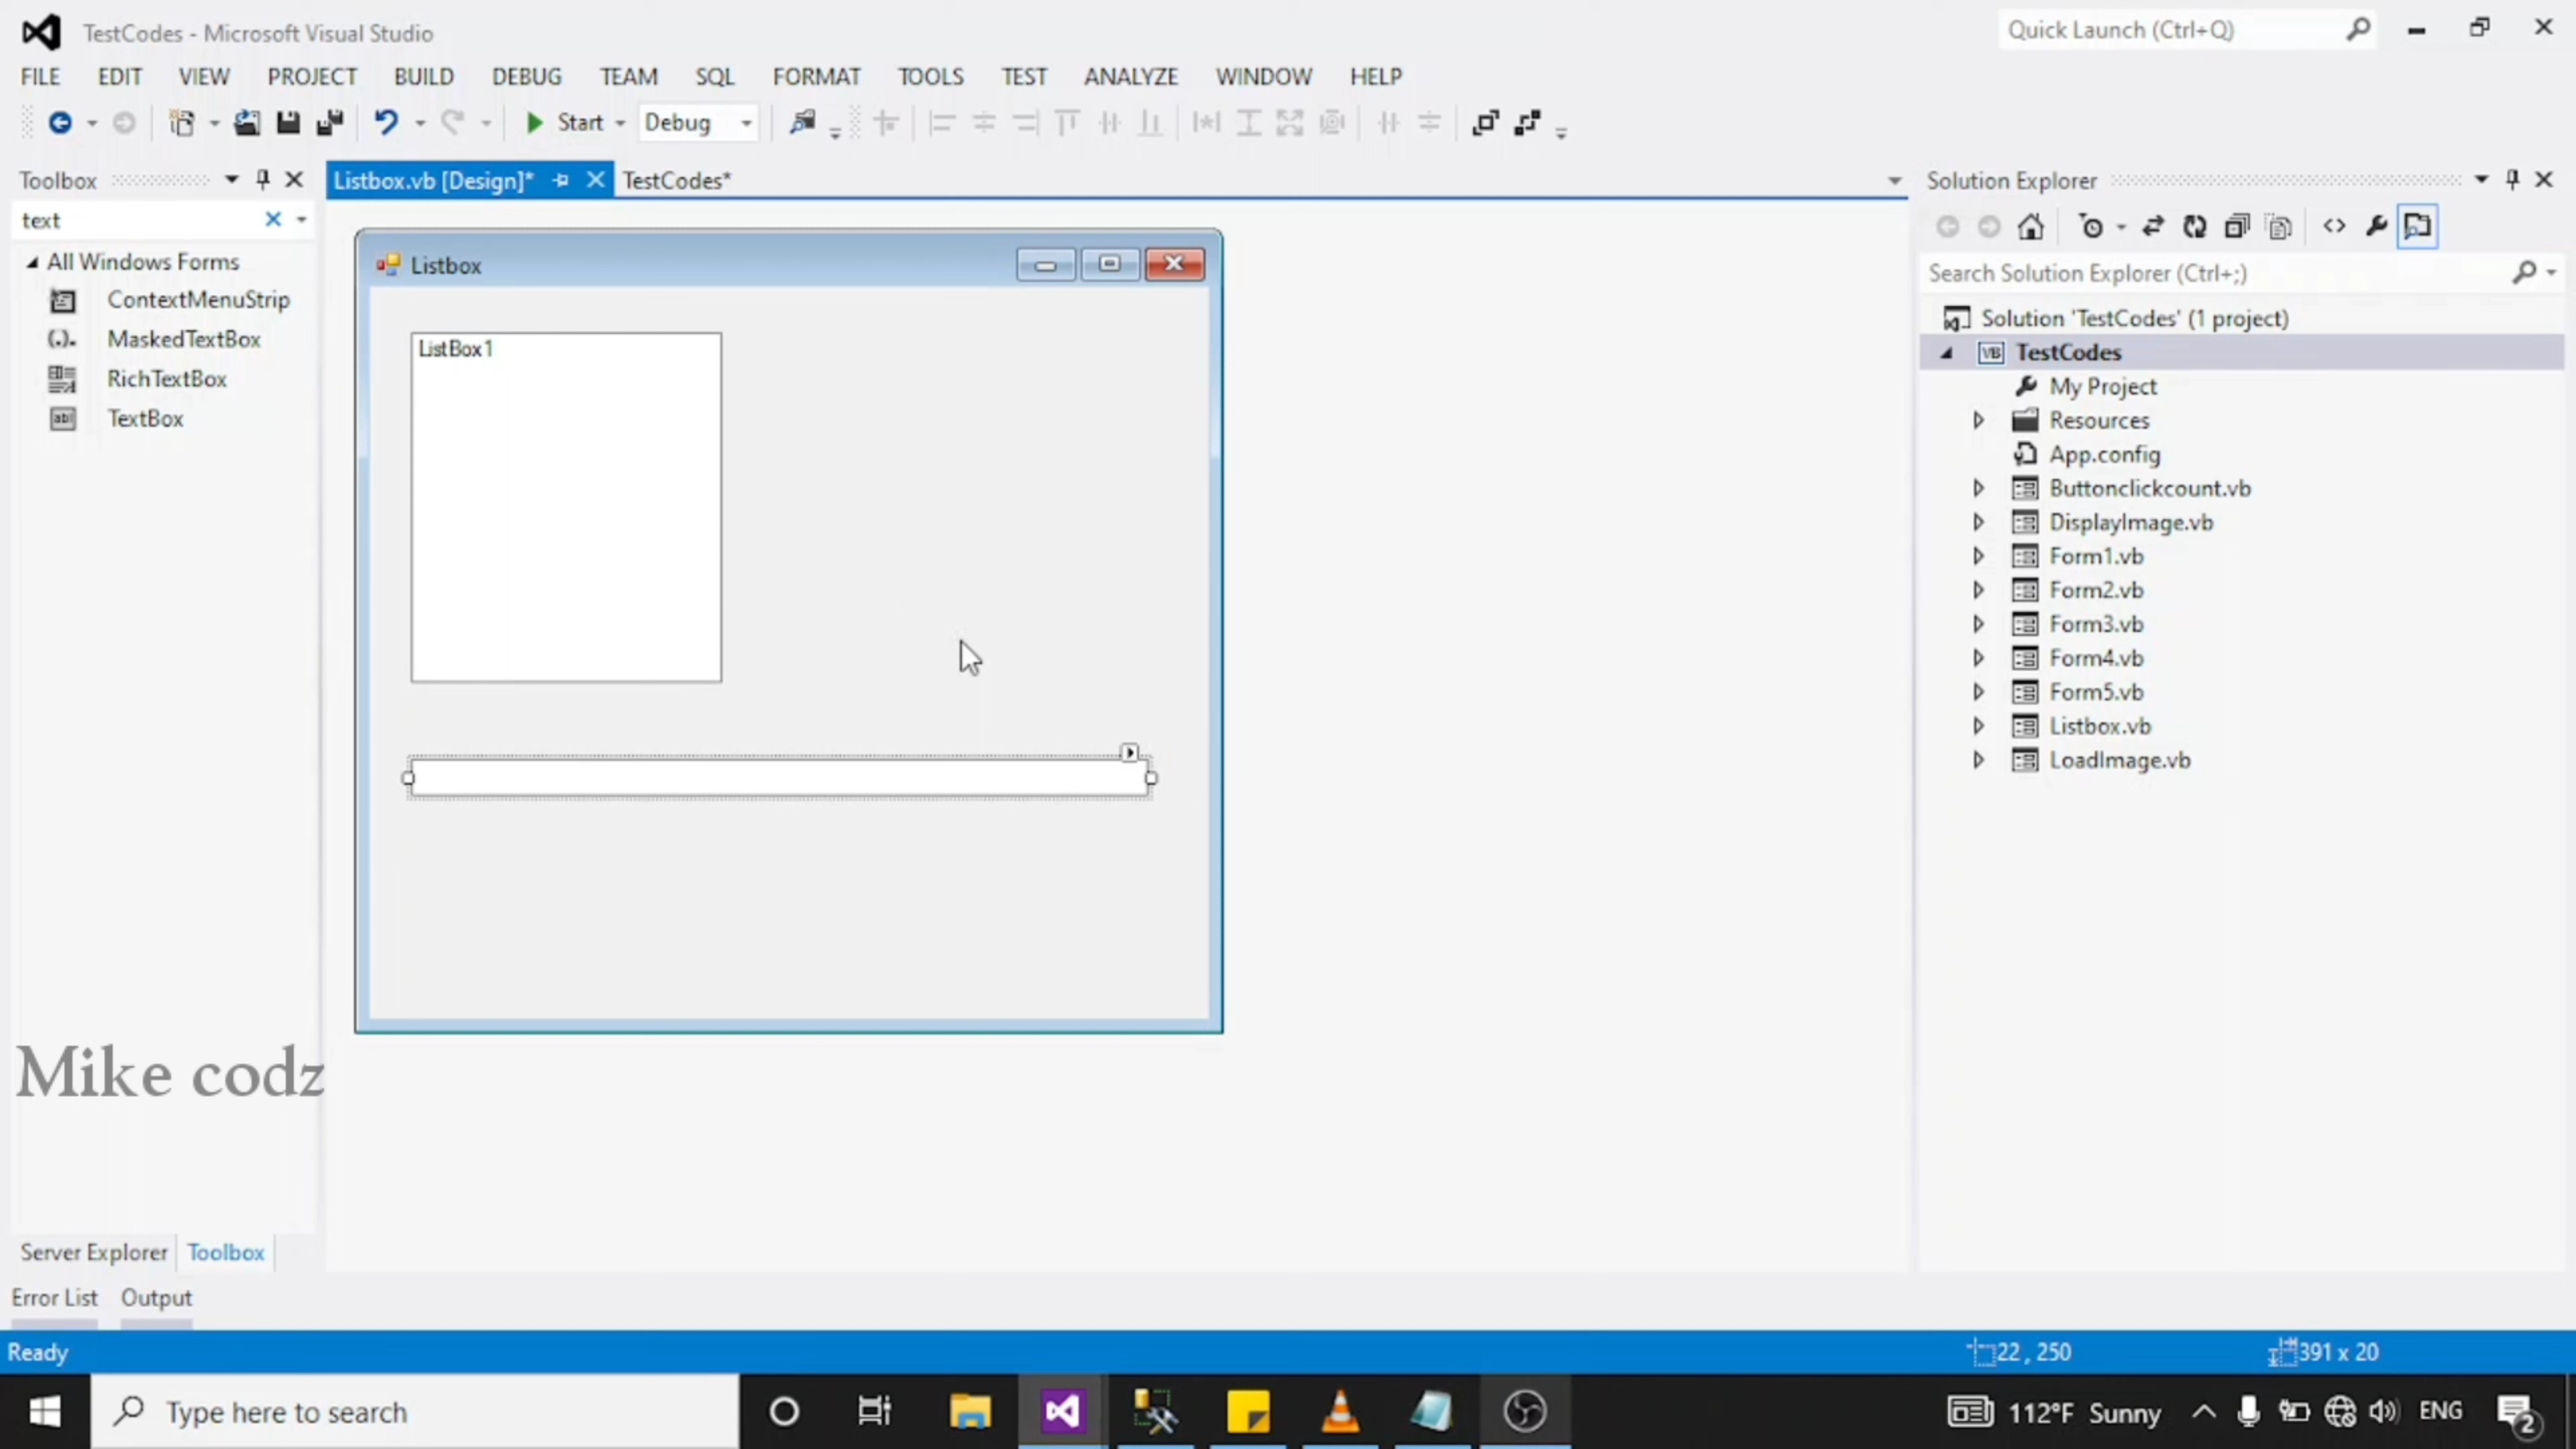 TestCodes - Microsoft Visual Studio
Quick Launch (Ctrl+Q)
FILE EDIT VIEW PROJECT BUILD DEBUG TEAM SQL FORMAT TOOLS TEST ANALYZE WINDOW HELP
Start Debug
Toolbox
text
All Windows Forms
ContextMenuStrip
MaskedTextBox
RichTextBox
TextBox
Listbox.vb [Design]* TestCodes*
Listbox
ListBox1
Solution Explorer
Search Solution Explorer (Ctrl+;)
Solution 'TestCodes' (1 project)
VB TestCodes
My Project
Resources
App.config
Buttonclickcount.vb
DisplayImage.vb
Form1.vb
Form2.vb
Form3.vb
Form4.vb
Form5.vb
Listbox.vb
LoadImage.vb
Mike codz
Server Explorer Toolbox
Error List Output
Ready 22 , 250 391 x 20
Type here to search 112°F Sunny ENG 2